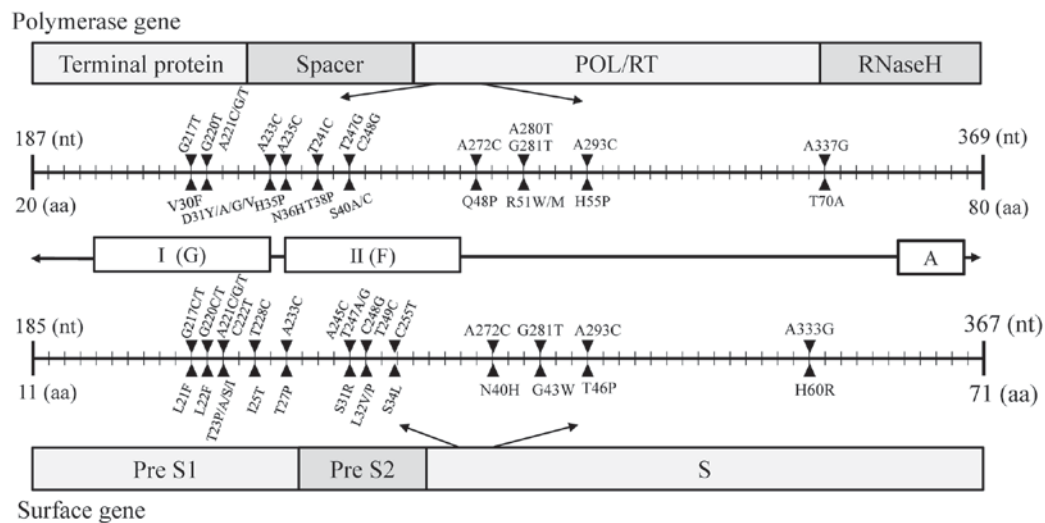 Polymerase gene
Terminal protein Spacer POL/RT RNaseH
G217T G220T A221C/G/T A233C A235C T241C T247G C248G A272C A280T G281T A293C A337G
187 (nt) 369 (nt)
20 (aa) 80 (aa)
V30F D31Y/A/G/V H35P N36H T38P S40A/C Q48P R51W/M H55P T70A
I (G) II (F) A
G217C/T G220C/T A221C/G/T C222T T228C A233C A245C T247A/G C248G T249C C255T A272C G281T A293C A333G
185 (nt) 367 (nt)
11 (aa) 71 (aa)
L21F L22F T23P/A/S/I I25T T27P S31R L32V/P S34L N40H G43W T46P H60R
Pre S1 Pre S2 S
Surface gene